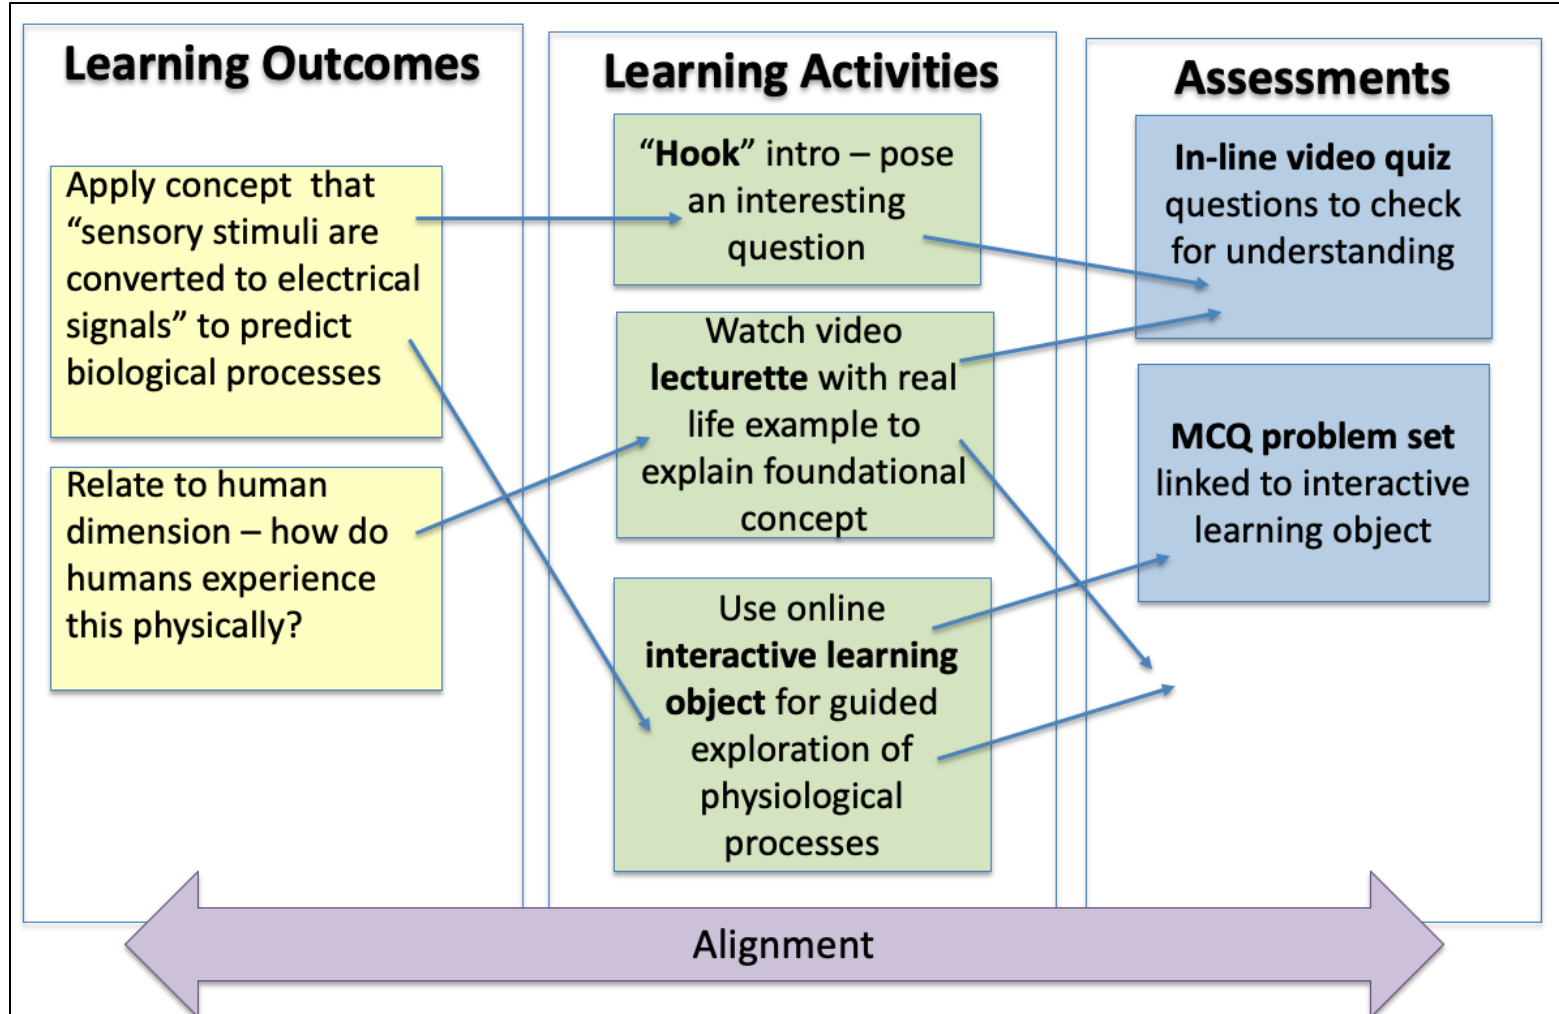 Learning Outcomes
Apply concept  that
“sensory stimuli are
converted to electrical
signals” to predict
biological processes
Relate to human
dimension – how do
humans experience
this physically?
Learning Activities
“Hook” intro – pose
an interesting
question
Watch video
lecturette with real
life example to
explain foundational
concept
Use online
interactive learning
object for guided
exploration of
physiological
processes
Assessments
In-line video quiz
questions to check
for understanding
MCQ problem set
linked to interactive
learning object
Alignment